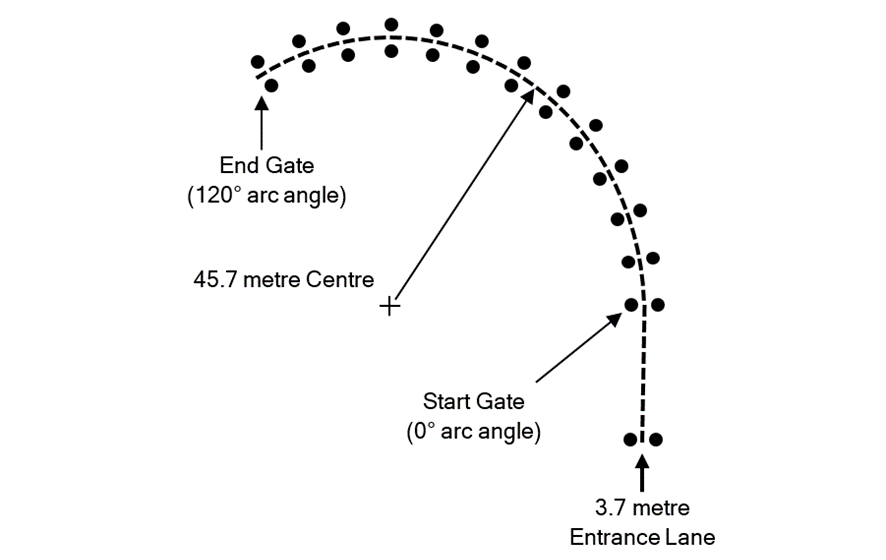 End Gate
(120° arc angle)
45.7 metre Centre
Start Gate
(0° arc angle)
3.7 metre
Entrance Lane